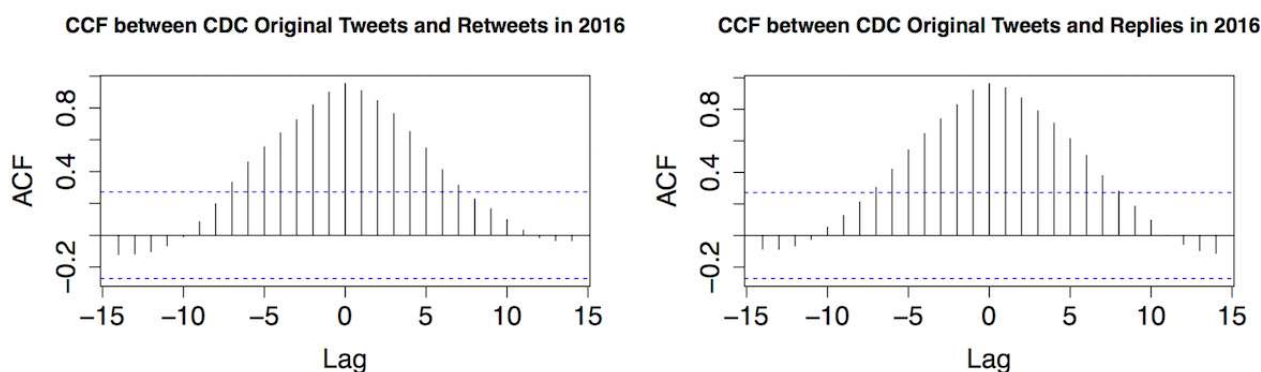 CCF between CDC Original Tweets and Retweets in 2016
ACF
0.8
0.4
−0.2
−15 −10 −5 0 5 10 15
Lag
CCF between CDC Original Tweets and Replies in 2016
ACF
0.8
0.4
−0.2
−15 −10 −5 0 5 10 15
Lag